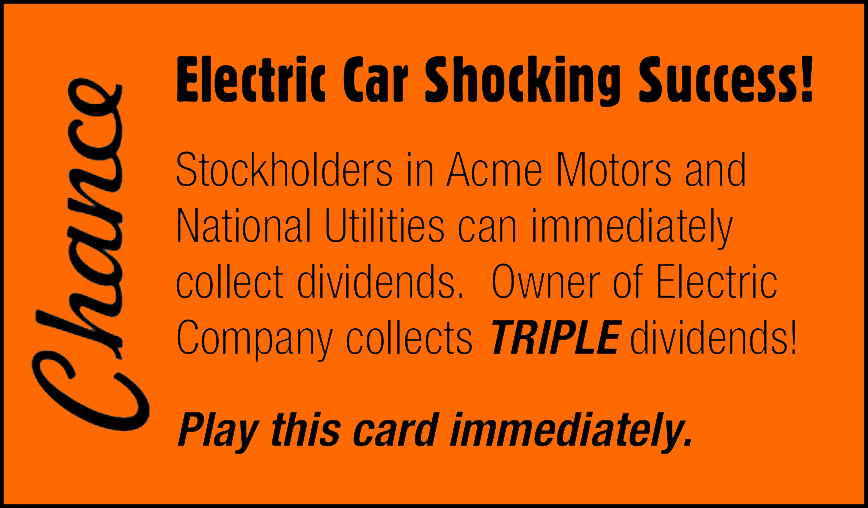 Chance
Electric Car Shocking Success!
Stockholders in Acme Motors and
National Utilities can immediately
collect dividends.  Owner of Electric
Company collects TRIPLE dividends!
Play this card immediately.